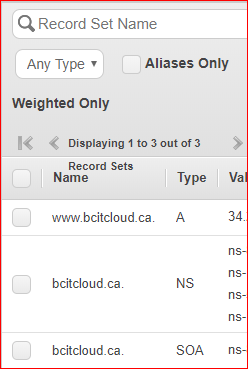 Record Set Name
Any Type
Aliases Only
Weighted Only
Displaying 1 to 3 out of 3
Record Sets
Name Type Val
www.bcitcloud.ca. A 34.
bcitcloud.ca. NS ns-
ns-
ns-
ns-
bcitcloud.ca. SOA ns-